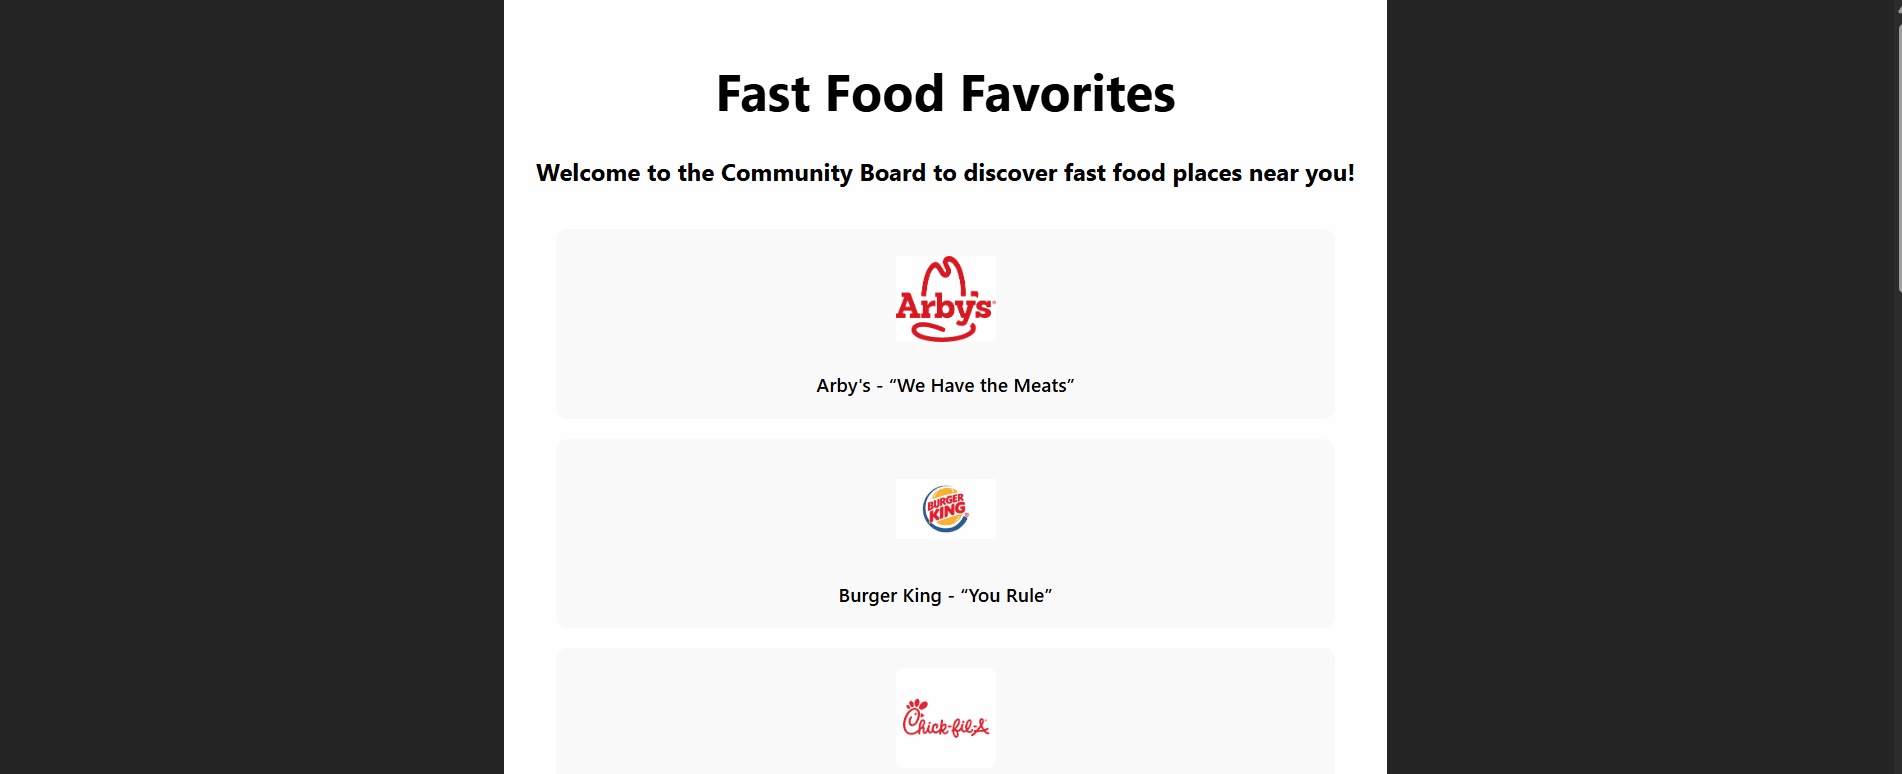 Fast Food Favorites
Welcome to the Community Board to discover fast food places near you!
Arby's
Arby's - “We Have the Meats”
BURGER
KING
Burger King - “You Rule”
Chick-fil-A